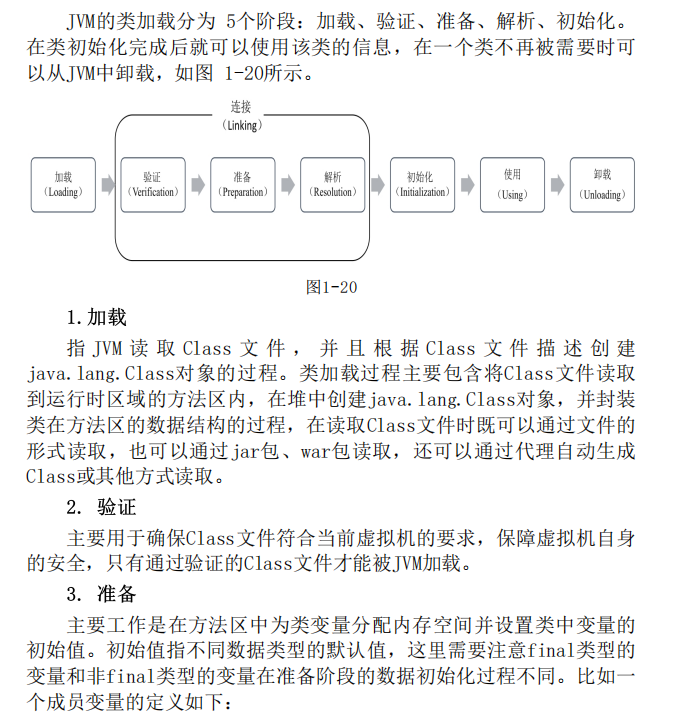 JVM的类加载分为 5个阶段：加载、验证、准备、解析、初始化。
在类初始化完成后就可以使用该类的信息，在一个类不再被需要时可
以从JVM中卸载，如图 1-20所示。
连接
（Linking）
加载
（Loading）
验证
（Verification）
准备
（Preparation）
解析
（Resolution）
初始化
（Initialization）
使用
（Using）
卸载
（Unloading）
图1-20
1.加载
指 JVM 读 取 Class 文 件 ， 并 且 根 据 Class 文 件 描 述 创 建
java.lang.Class对象的过程。类加载过程主要包含将Class文件读取
到运行时区域的方法区内，在堆中创建java.lang.Class对象，并封装
类在方法区的数据结构的过程，在读取Class文件时既可以通过文件的
形式读取，也可以通过jar包、war包读取，还可以通过代理自动生成
Class或其他方式读取。
2. 验证
主要用于确保Class文件符合当前虚拟机的要求，保障虚拟机自身
的安全，只有通过验证的Class文件才能被JVM加载。
3. 准备
主要工作是在方法区中为类变量分配内存空间并设置类中变量的
初始值。初始值指不同数据类型的默认值，这里需要注意final类型的
变量和非final类型的变量在准备阶段的数据初始化过程不同。比如一
个成员变量的定义如下：